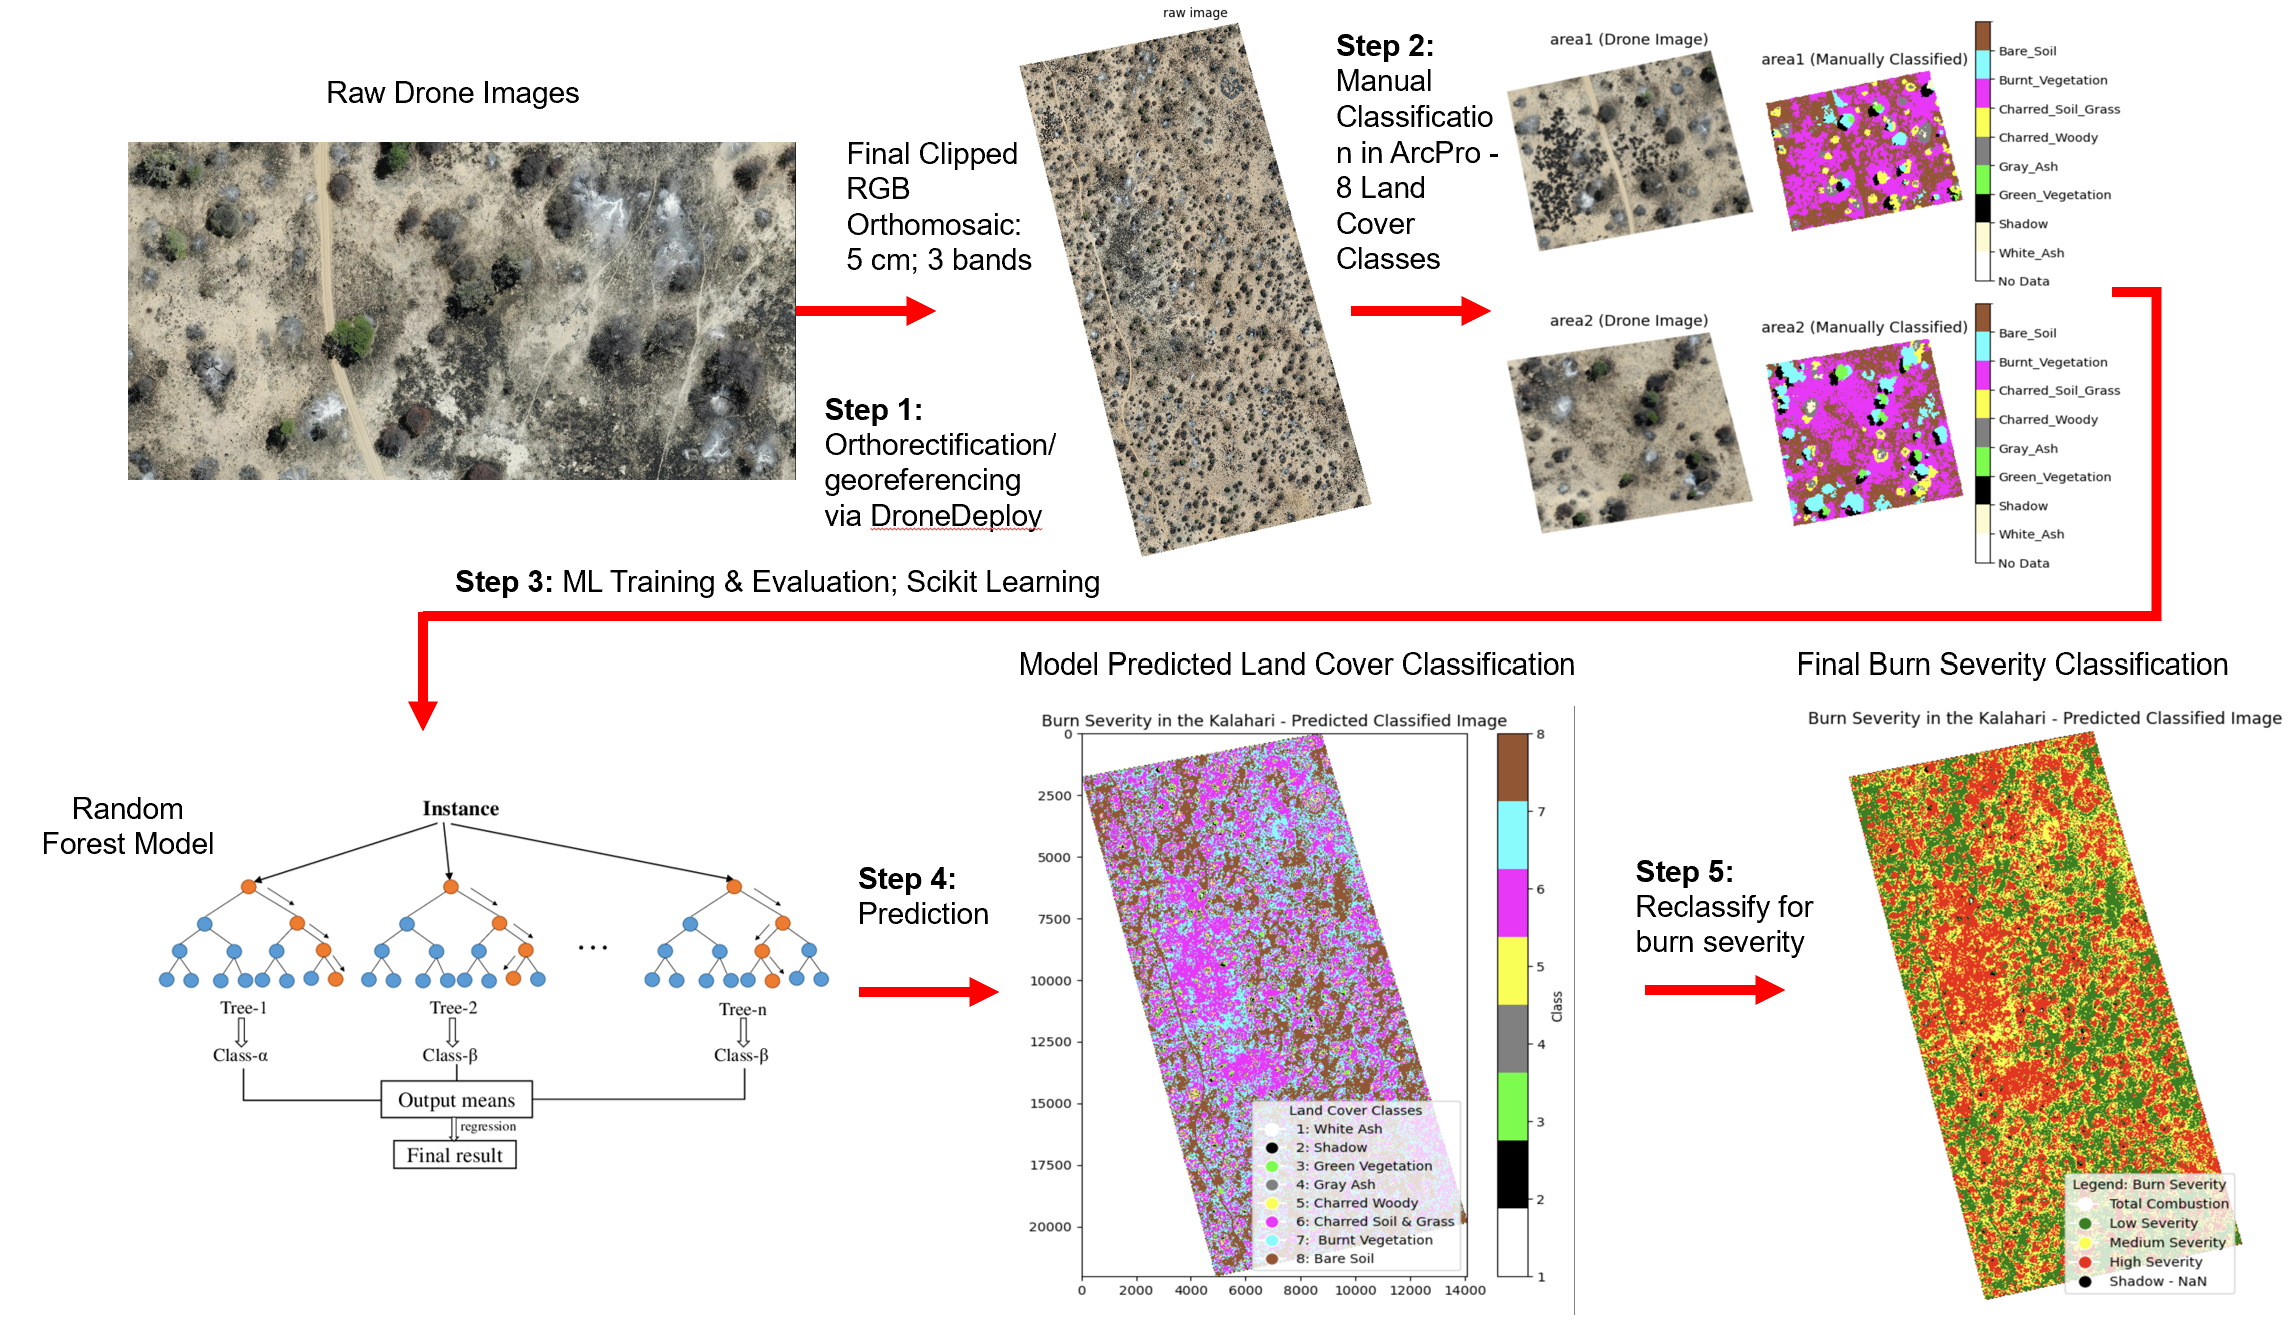 Raw Drone Images
Final Clipped
RGB
Orthomosaic:
5 cm; 3 bands
Step 1:
Orthorectification/
georeferencing
via DroneDeploy
raw image
Step 2:
Manual
Classificatio
n in ArcPro -
8 Land
Cover
Classes
area1 (Drone Image)
area1 (Manually Classified)
Bare_Soil
Burnt_Vegetation
Charred_Soil_Grass
Charred_Woody
Gray_Ash
Green_Vegetation
Shadow
White_Ash
No Data
area2 (Drone Image)
area2 (Manually Classified)
Bare_Soil
Burnt_Vegetation
Charred_Soil_Grass
Charred_Woody
Gray_Ash
Green_Vegetation
Shadow
White_Ash
No Data
Step 3: ML Training & Evaluation; Scikit Learning
Random
Forest Model
Instance
...
Tree-1
Tree-2
Tree-n
Class-α
Class-β
Class-β
Output means
regression
Final result
Step 4:
Prediction
Model Predicted Land Cover Classification
Burn Severity in the Kalahari - Predicted Classified Image
0
2500
5000
7500
10000
12500
15000
17500
20000
0
2000
4000
6000
8000
10000
12000
14000
Land Cover Classes
1: White Ash
2: Shadow
3: Green Vegetation
4: Gray Ash
5: Charred Woody
6: Charred Soil & Grass
7: Burnt Vegetation
8: Bare Soil
8
7
6
5
4
3
2
1
Class
Step 5:
Reclassify for
burn severity
Final Burn Severity Classification
Burn Severity in the Kalahari - Predicted Classified Image
Legend: Burn Severity
Total Combustion
Low Severity
Medium Severity
High Severity
Shadow - NaN